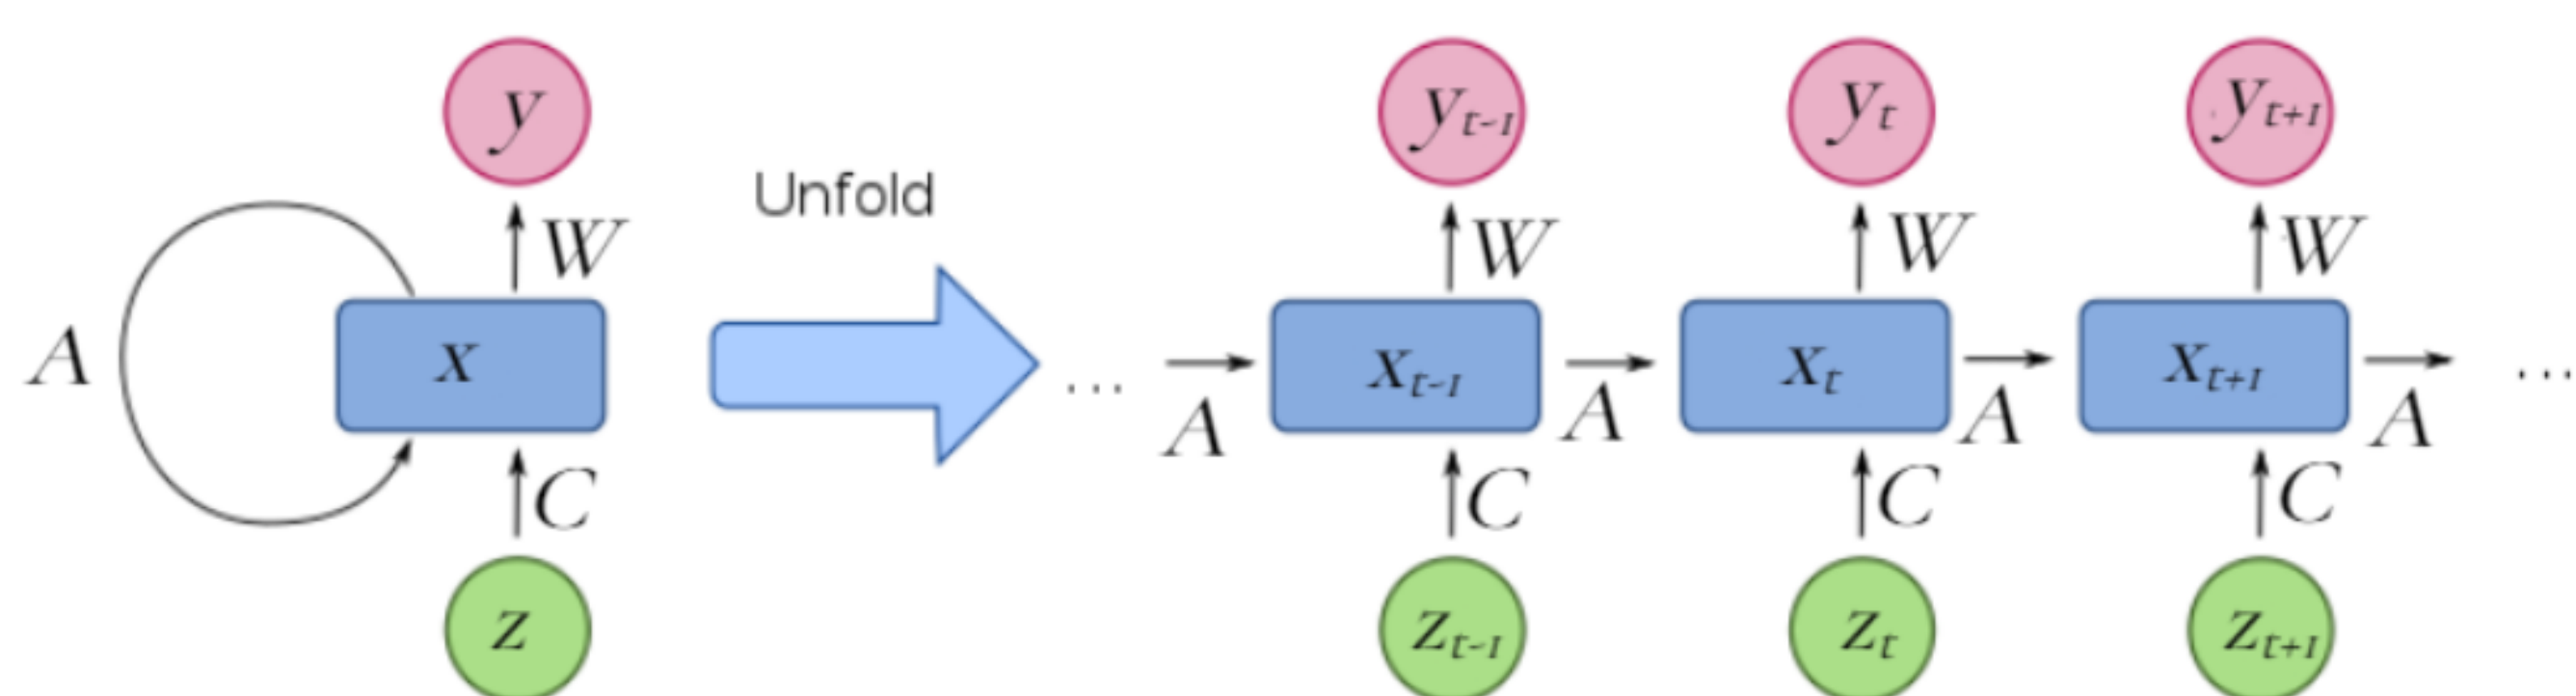 y
y_{t-1}
y_t
y_{t+1}
Unfold
W
W
W
W
A
x
...
A
x_{t-1}
A
x_t
A
x_{t+1}
A
...
C
C
C
C
z
z_{t-1}
z_t
z_{t+1}